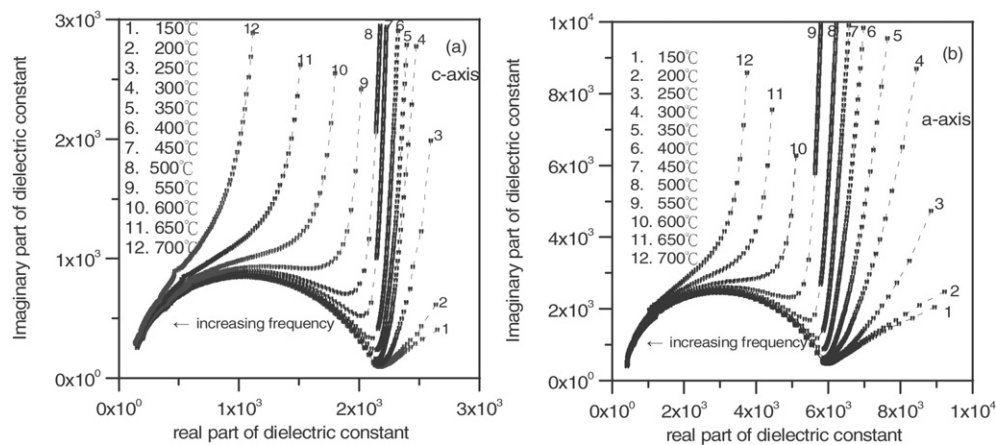 (a)
c-axis
1. 150℃
2. 200℃
3. 250℃
4. 300℃
5. 350℃
6. 400℃
7. 450℃
8. 500℃
9. 550℃
10. 600℃
11. 650℃
12. 700℃
12
11
10
9
8
7
6
5
4
3
2
1
← increasing frequency
Imaginary part of dielectric constant
3x10³
2x10³
1x10³
0x10⁰
0x10⁰ 1x10³ 2x10³ 3x10³
real part of dielectric constant
(b)
a-axis
1. 150℃
2. 200℃
3. 250℃
4. 300℃
5. 350℃
6. 400℃
7. 450℃
8. 500℃
9. 550℃
10. 600℃
11. 650℃
12. 700℃
12
11
10
9
8
7
6
5
4
3
2
1
← increasing frequency
Imaginary part of dielectric constant
1x10⁴
8x10³
6x10³
4x10³
2x10³
0x10⁰
0x10⁰ 2x10³ 4x10³ 6x10³ 8x10³ 1x10⁴
real part of dielectric constant